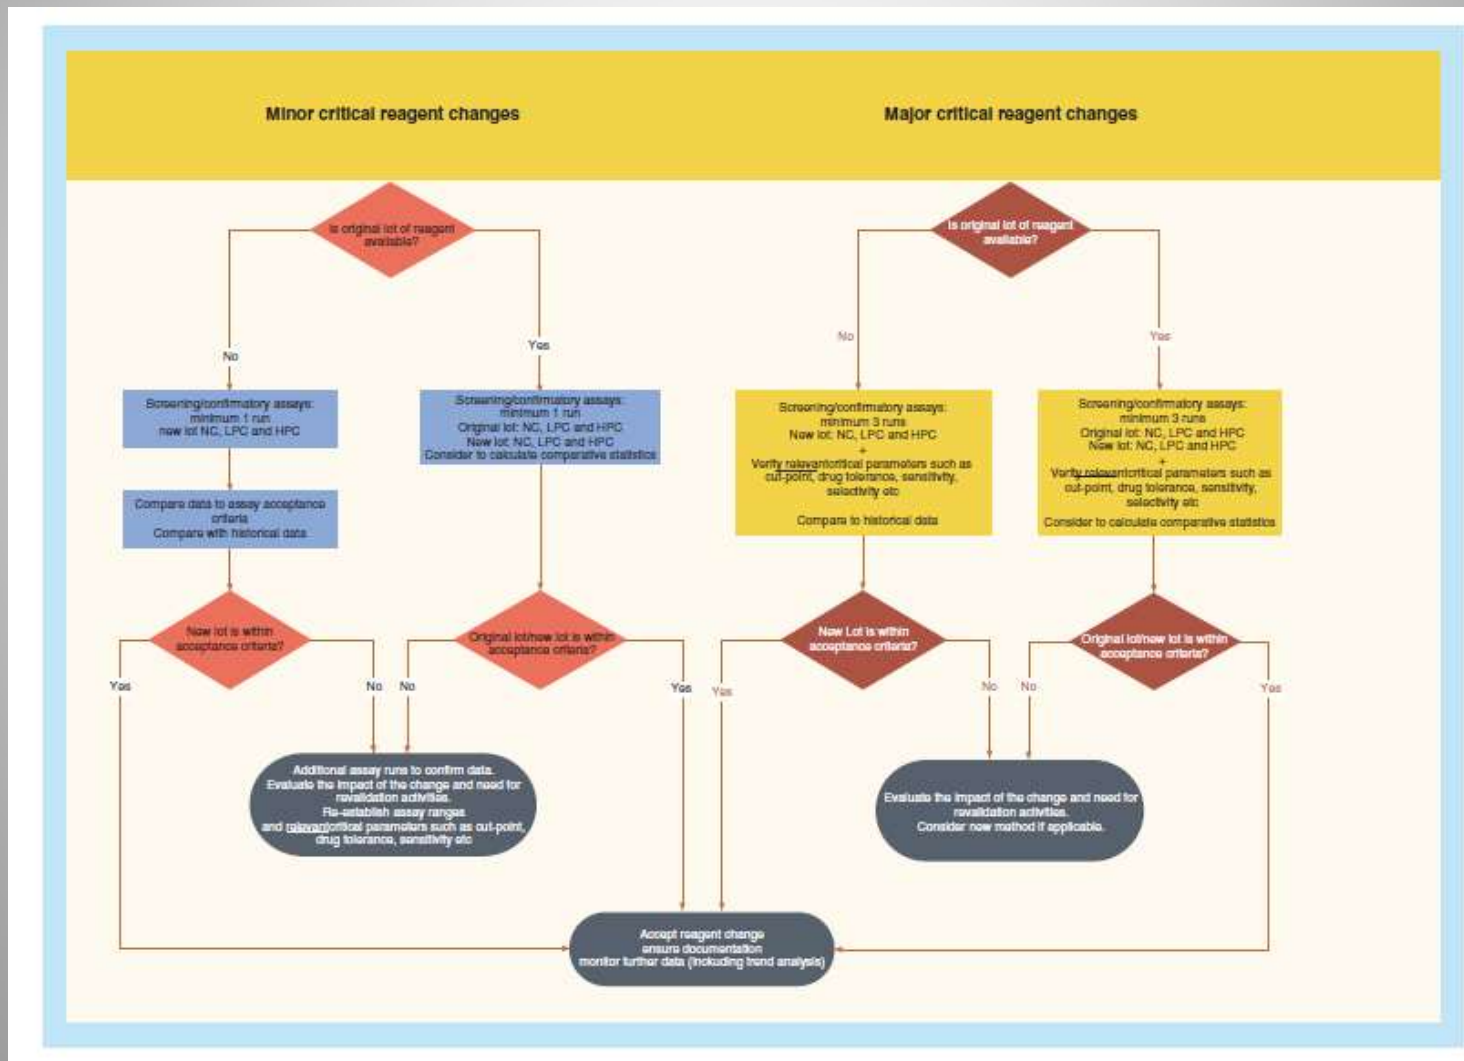 Minor critical reagent changes
Major critical reagent changes
Is original lot of reagent
available?
Is original lot of reagent
available?
No
Yes
No
Yes
Screening/confirmatory assays:
minimum 1 run
new lot NC, LPC and HPC
Screening/confirmatory assays:
minimum 1 run
Original lot: NC, LPC and HPC
New lot: NC, LPC and HPC
Consider to calculate comparative statistics
Screening/confirmatory assays:
minimum 3 runs
New lot: NC, LPC and HPC
+
Verify relevantcritical parameters such as
cut-point, drug tolerance, sensitivity,
selectivity etc
Compare to historical data
Screening/confirmatory assays:
minimum 3 runs
Original lot: NC, LPC and HPC
New lot: NC, LPC and HPC
+
Verify relevantcritical parameters such as
cut-point, drug tolerance, sensitivity,
selectivity etc
Consider to calculate comparative statistics
Compare data to assay acceptance
criteria
Compare with historical data
New lot is within
acceptance criteria?
Original lot/new lot is within
acceptance criteria?
New Lot is within
acceptance criteria?
Original lot/new lot is within
acceptance criteria?
Yes
No
No
Yes
Yes
No
No
Yes
Additional assay runs to confirm data.
Evaluate the impact of the change and need for
revalidation activities.
Re-establish assay ranges
and relevantcritical parameters such as cut-point,
drug tolerance, sensitivity etc
Evaluate the impact of the change and need for
revalidation activities.
Consider new method if applicable.
Accept reagent change
ensure documentation
monitor further data (including trend analysis)